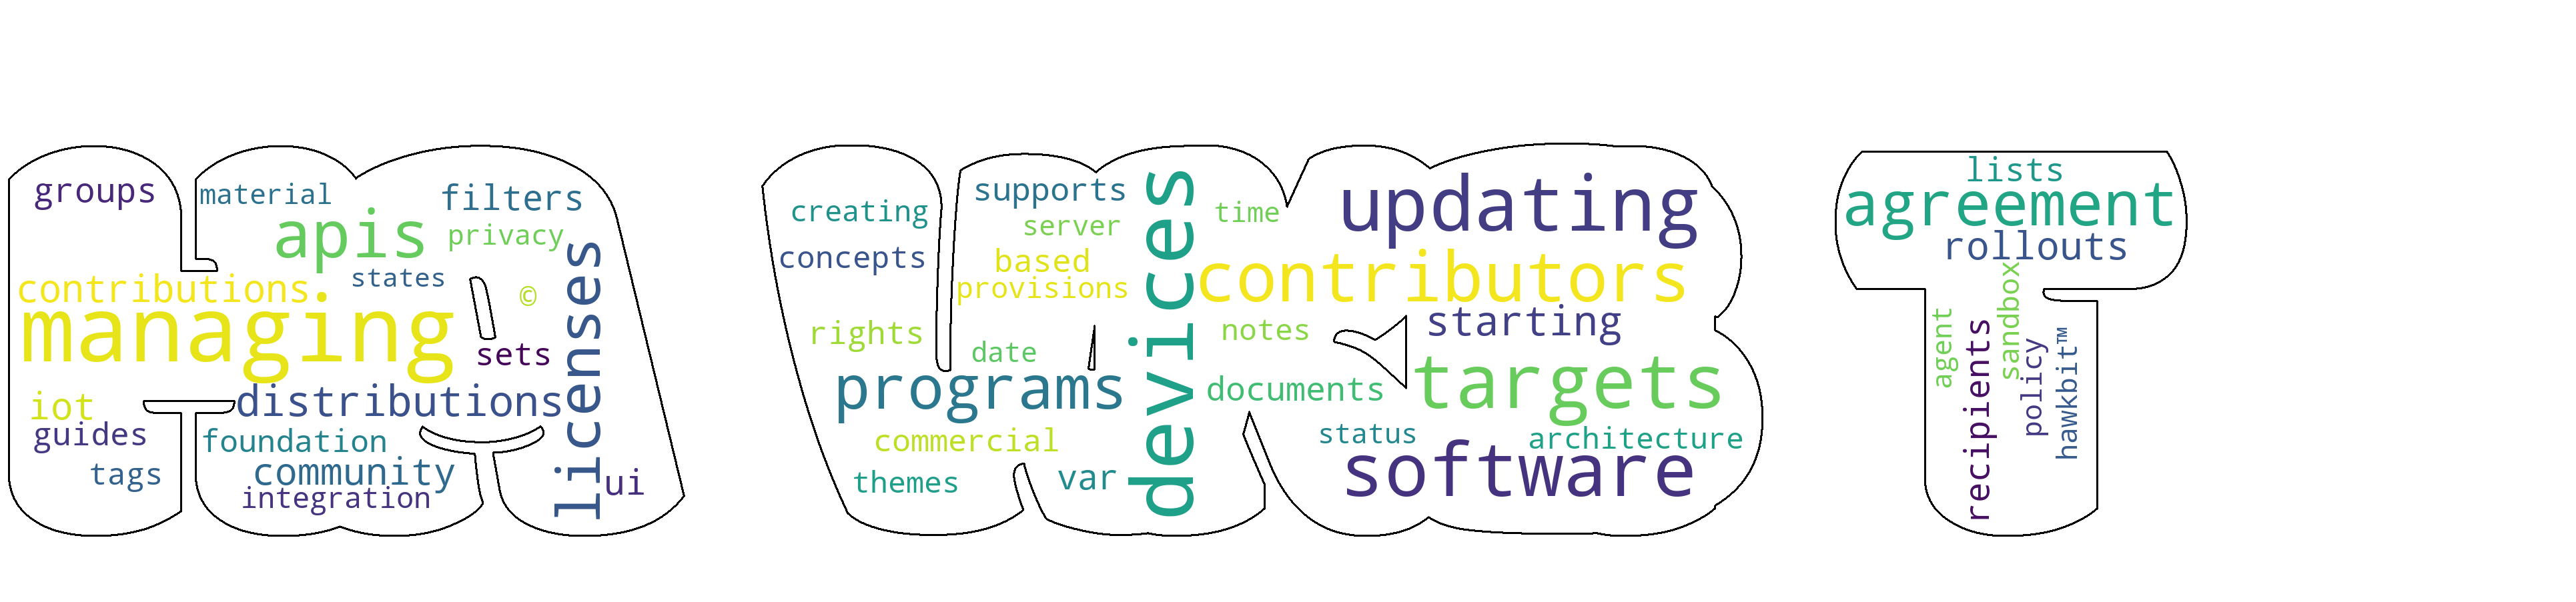 groups
material
filters
apis
privacy
states
contributions
©
managing
sets
licenses
iot
distributions
guides
foundation
tags
community
integration
ui
creating
supports
server
time
concepts
based
provisions
devices
updating
contributors
rights
date
notes
starting
programs
documents
targets
commercial
status
architecture
themes
var
software
lists
agreement
rollouts
agent
recipients
sandbox
policy
hawkbit™